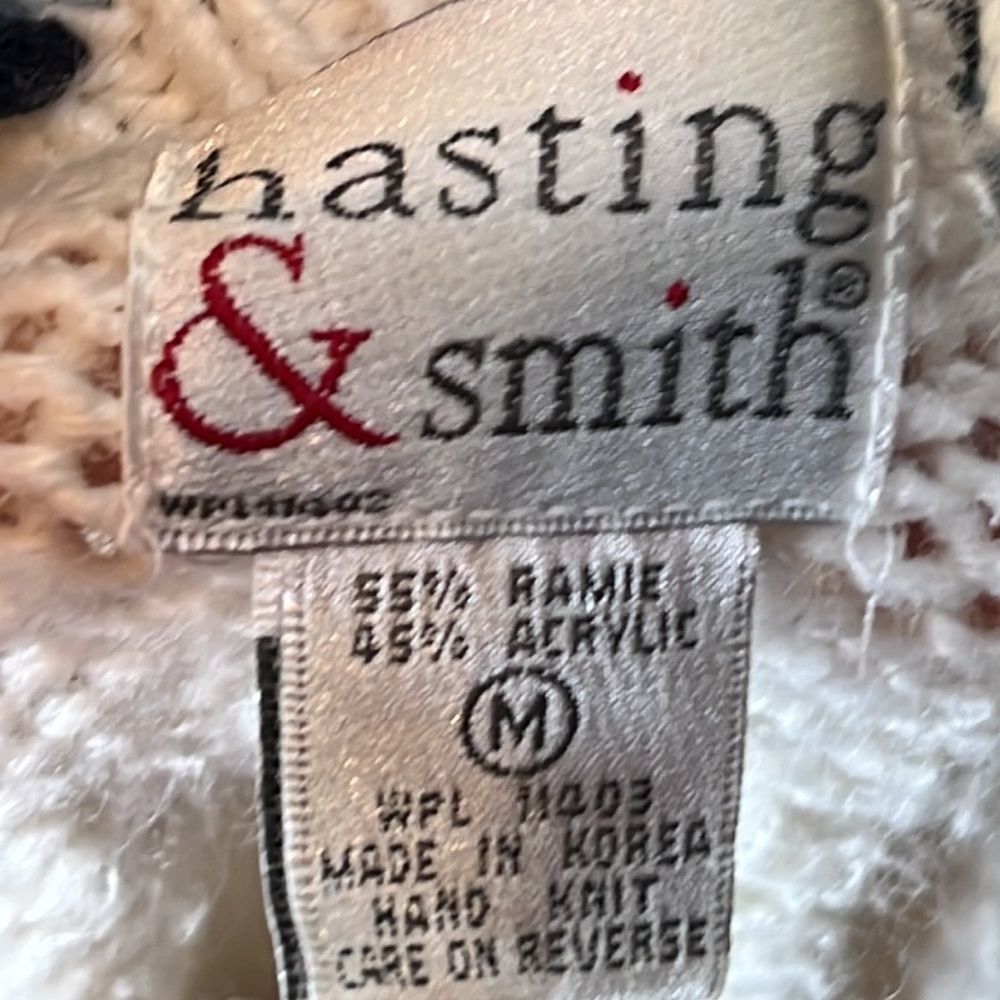 hasting
& smith®
55% RAMIE
45% ACRYLIC
M
WPL 11403
MADE IN KOREA
HAND KNIT
CARE ON REVERSE